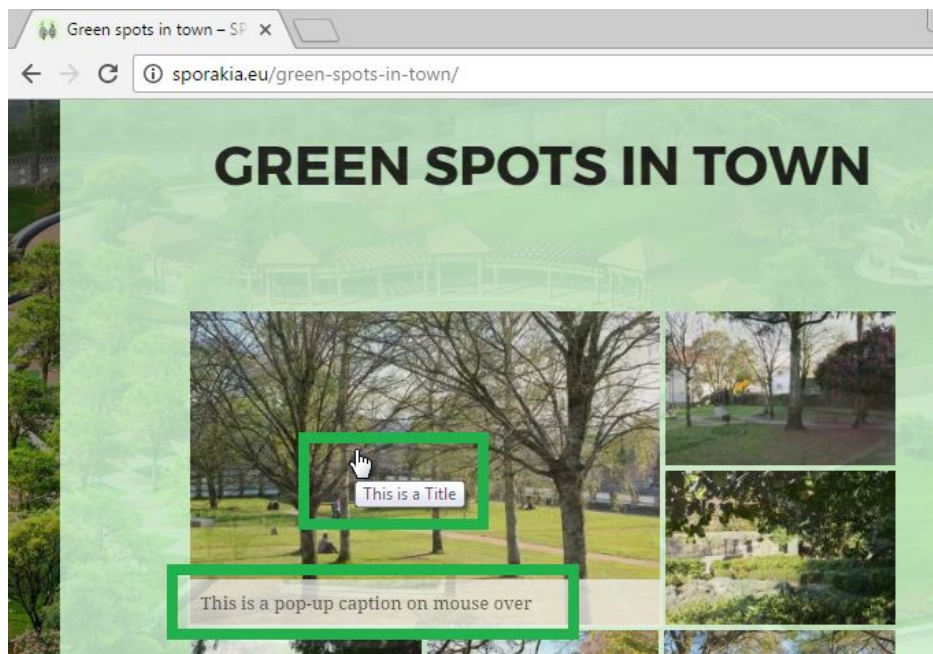 Green spots in town – SP
sporakia.eu/green-spots-in-town/
GREEN SPOTS IN TOWN
This is a Title
This is a pop-up caption on mouse over